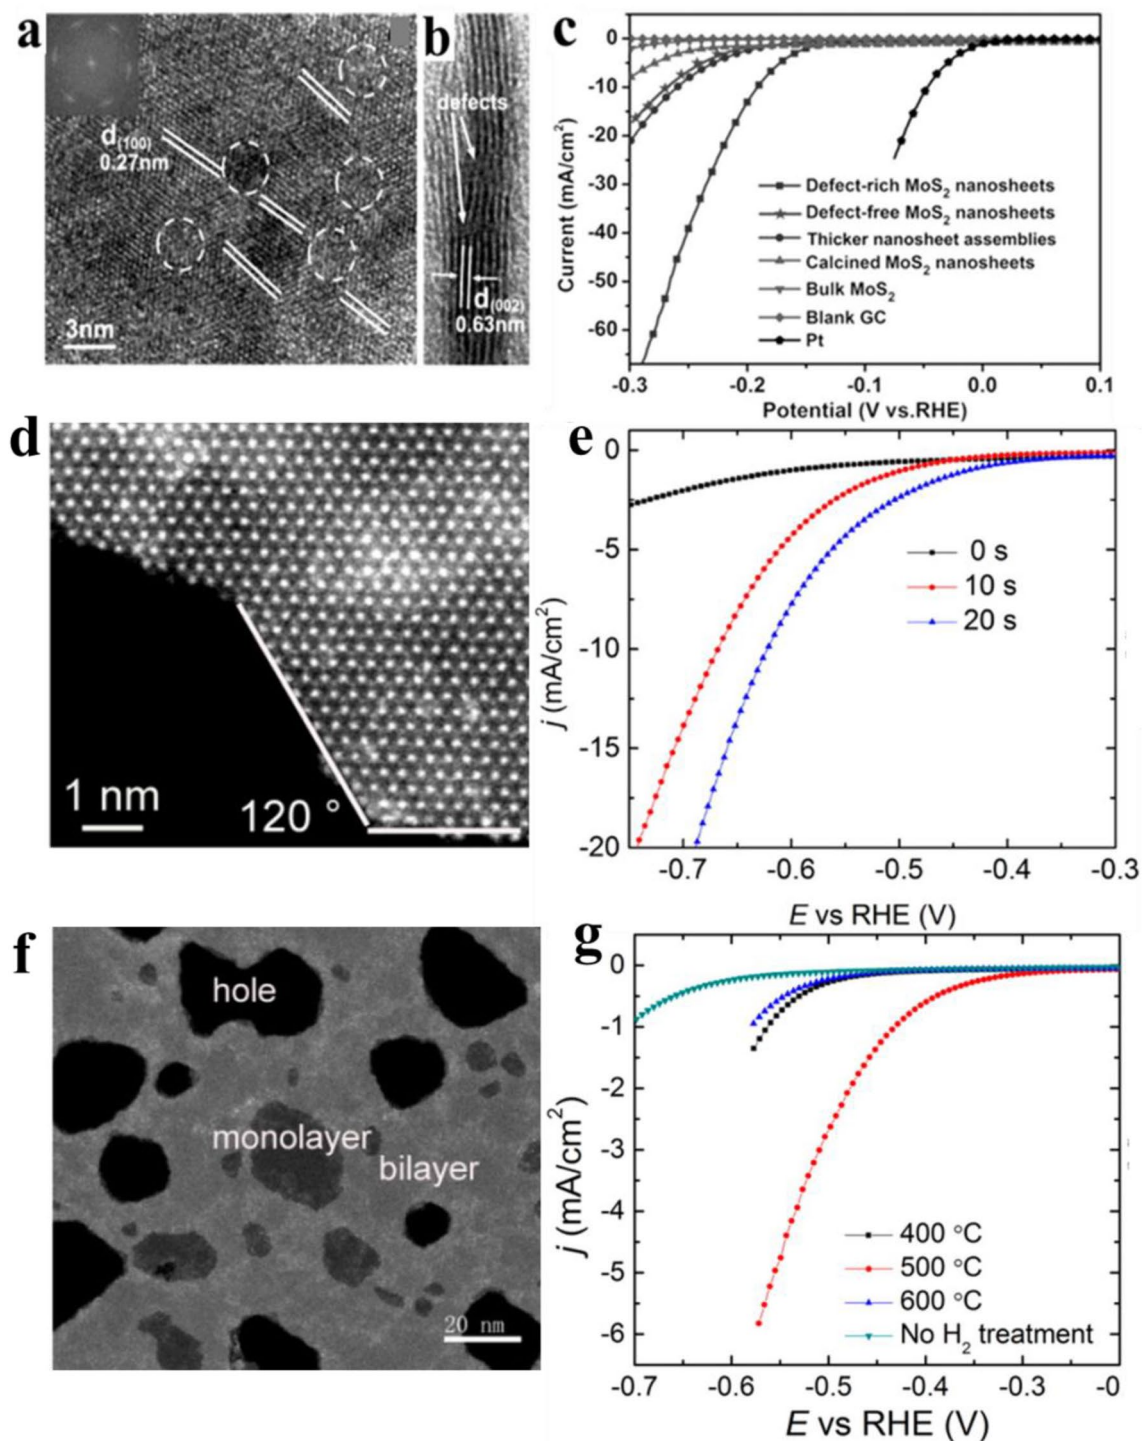 a
d(100)
0.27nm
3nm
b
defects
d(002)
0.63nm
c
0
-10
-20
-30
-40
-50
-60
Current (mA/cm²)
Defect-rich MoS₂ nanosheets
Defect-free MoS₂ nanosheets
Thicker nanosheet assemblies
Calcined MoS₂ nanosheets
Bulk MoS₂
Blank GC
Pt
-0.3 -0.2 -0.1 0.0 0.1
Potential (V vs.RHE)
d
1 nm
120 °
e
0
-5
-10
-15
-20
j (mA/cm²)
0 s
10 s
20 s
-0.7 -0.6 -0.5 -0.4 -0.3
E vs RHE (V)
f
hole
monolayer
bilayer
20 nm
g
0
-1
-2
-3
-4
-5
-6
j (mA/cm²)
400 °C
500 °C
600 °C
No H₂ treatment
-0.7 -0.6 -0.5 -0.4 -0.3 -0
E vs RHE (V)